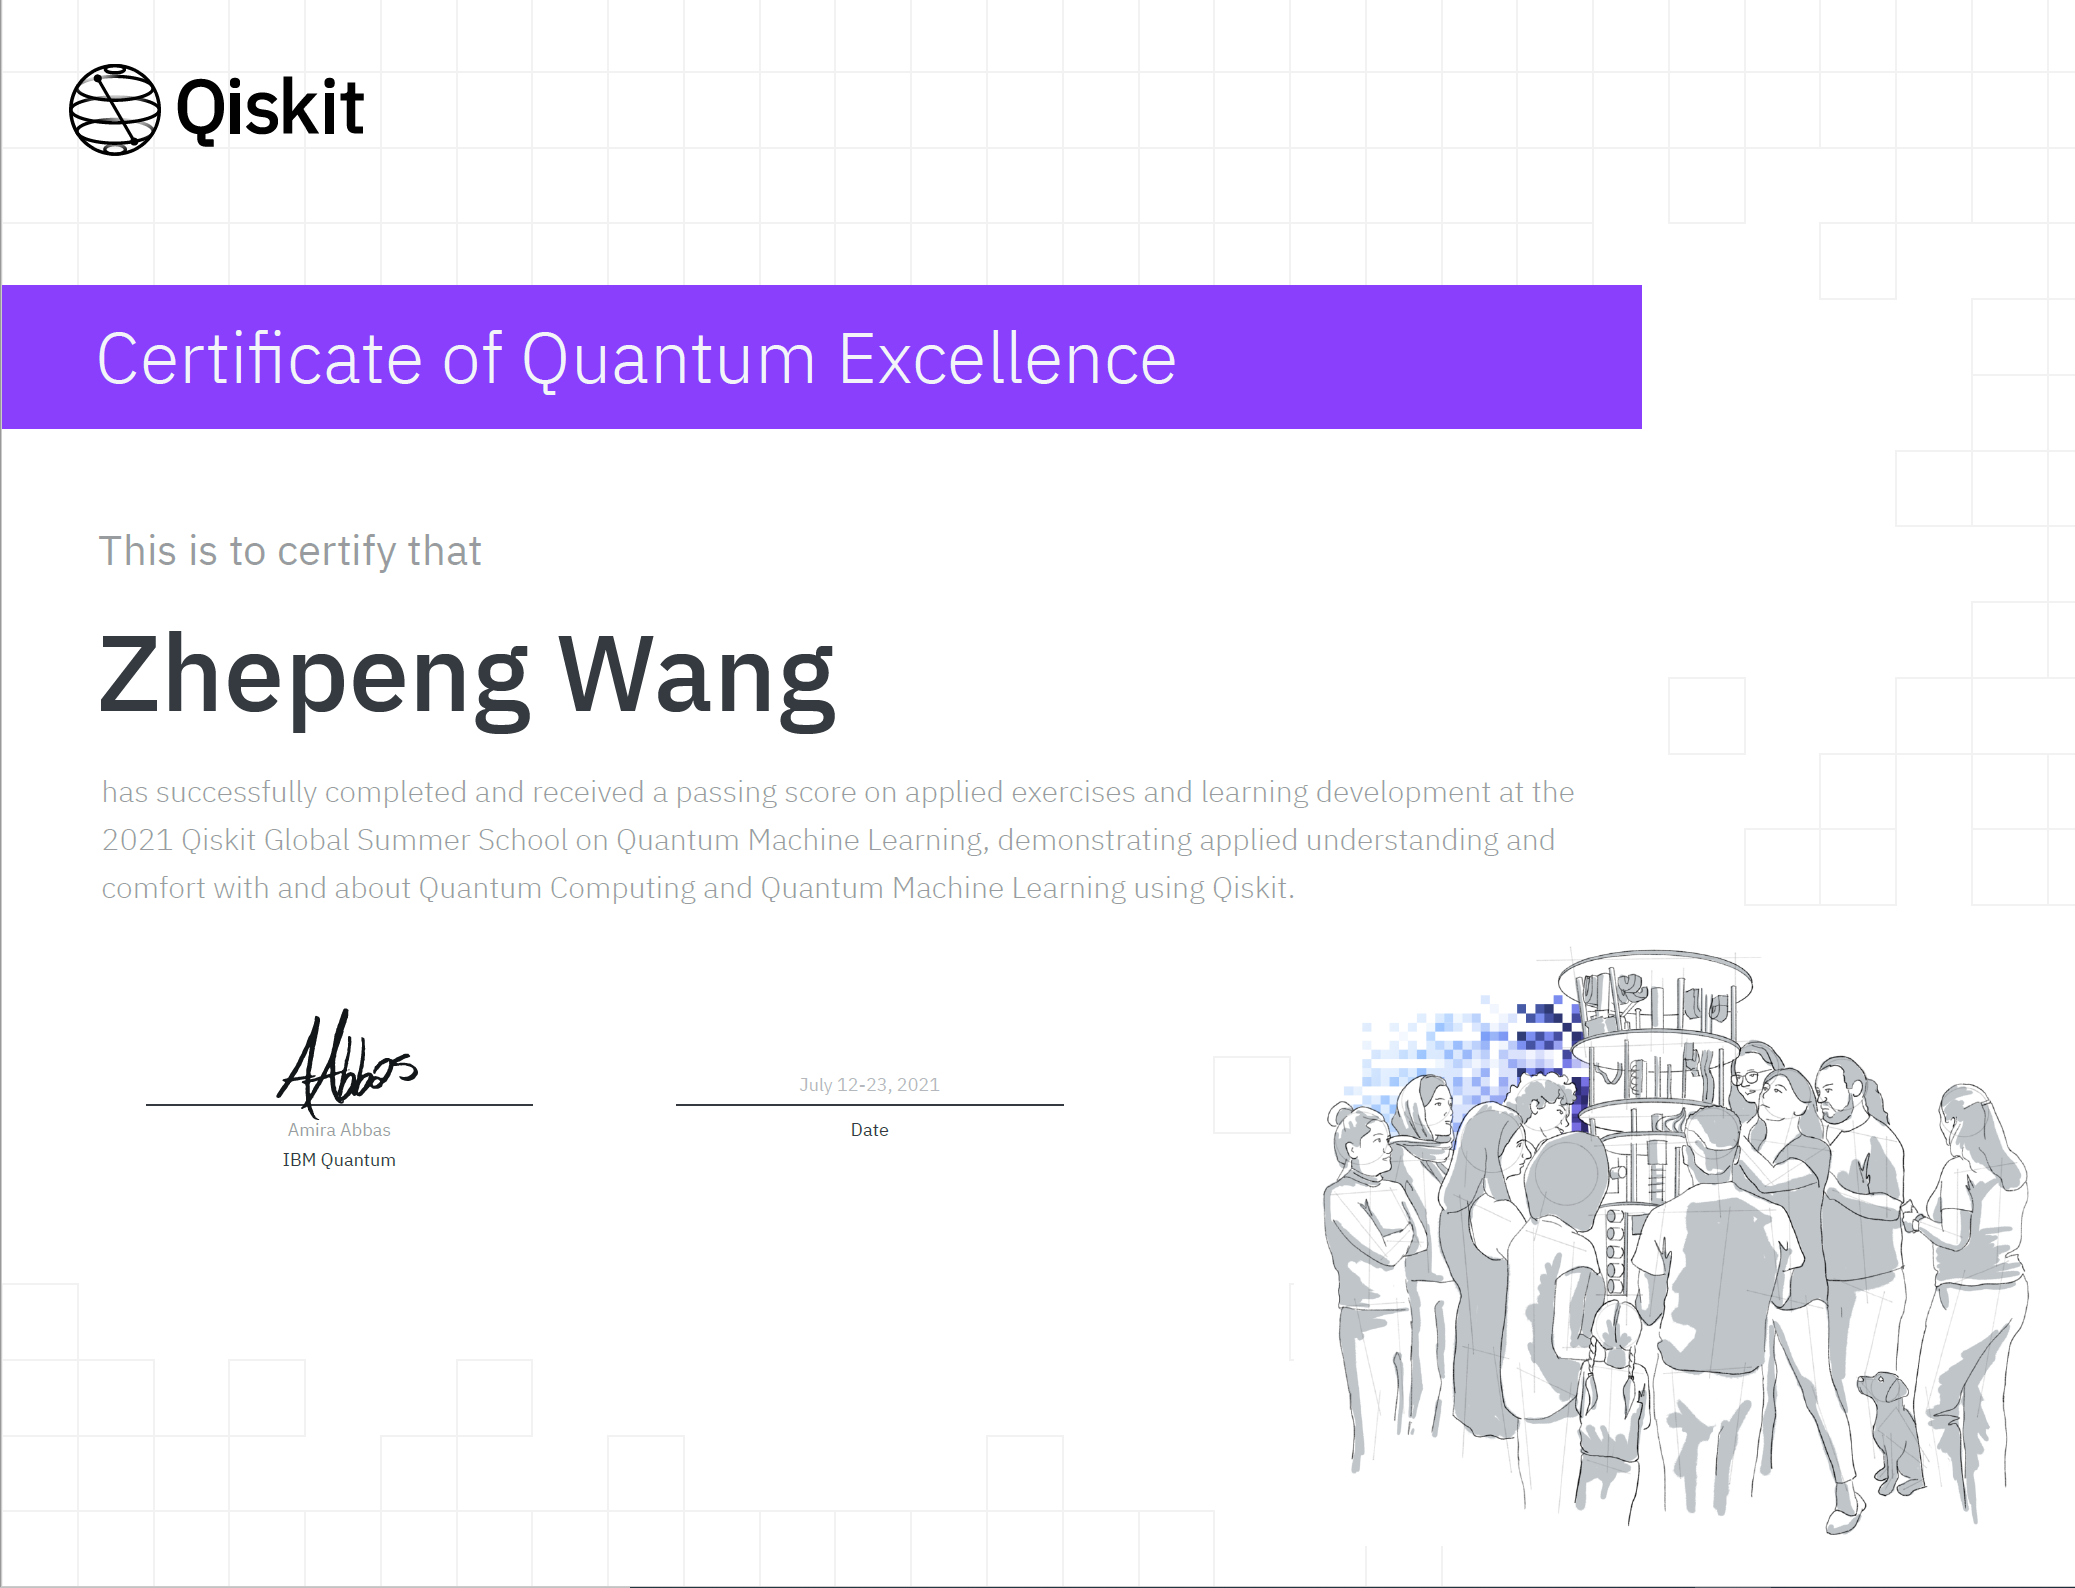 Qiskit
Certificate of Quantum Excellence
This is to certify that
Zhepeng Wang
has successfully completed and received a passing score on applied exercises and learning development at the
2021 Qiskit Global Summer School on Quantum Machine Learning, demonstrating applied understanding and
comfort with and about Quantum Computing and Quantum Machine Learning using Qiskit.
AAbbas
Amira Abbas
IBM Quantum
July 12-23, 2021
Date